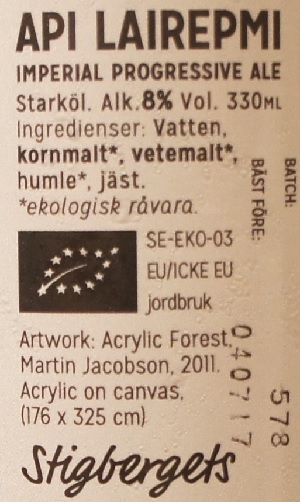 API LAIREPMI
IMPERIAL PROGRESSIVE ALE
Starköl. Alk.8% Vol. 330ML
Ingredienser: Vatten,
kornmalt*, vetemalt*,
humle*, jäst.
*ekologisk råvara.
SE-EKO-03
EU/ICKE EU
jordbruk
Artwork: Acrylic Forest,
Martin Jacobson, 2011.
Acrylic on canvas,
(176 x 325 cm)
Stigbergets
BÄST FÖRE:
040717
BATCH:
578